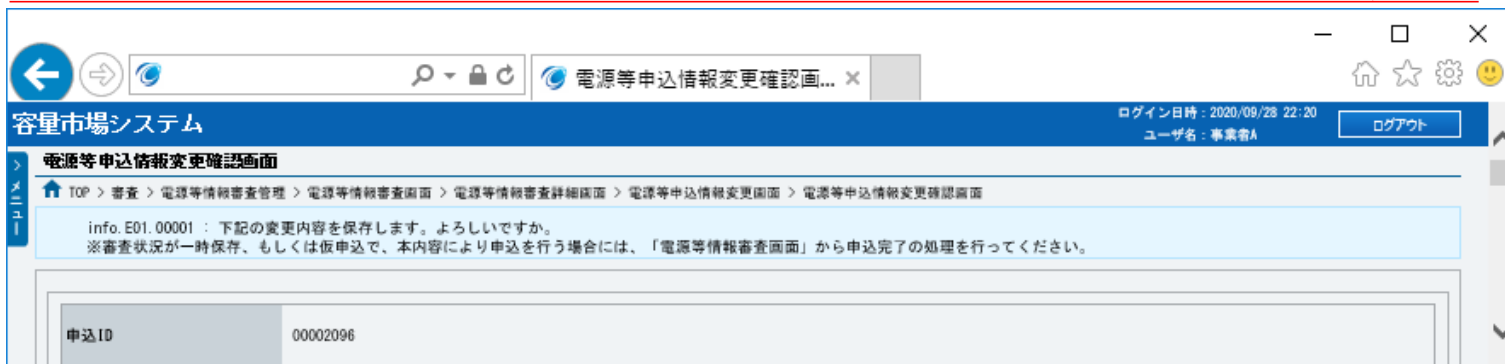 電源等申込情報変更確認画...
容量市場システム
ログイン日時：2020/09/28 22:20
ユーザ名：事業者A
ログアウト
メニュー
電源等申込情報変更確認画面
TOP > 審査 > 電源等情報審査管理 > 電源等情報審査画面 > 電源等情報審査詳細画面 > 電源等申込情報変更画面 > 電源等申込情報変更確認画面
info.E01.00001 : 下記の変更内容を保存します。よろしいですか。
※審査状況が一時保存、もしくは仮申込で、本内容により申込を行う場合には、「電源等情報審査画面」から申込完了の処理を行ってください。
申込ID
00002096